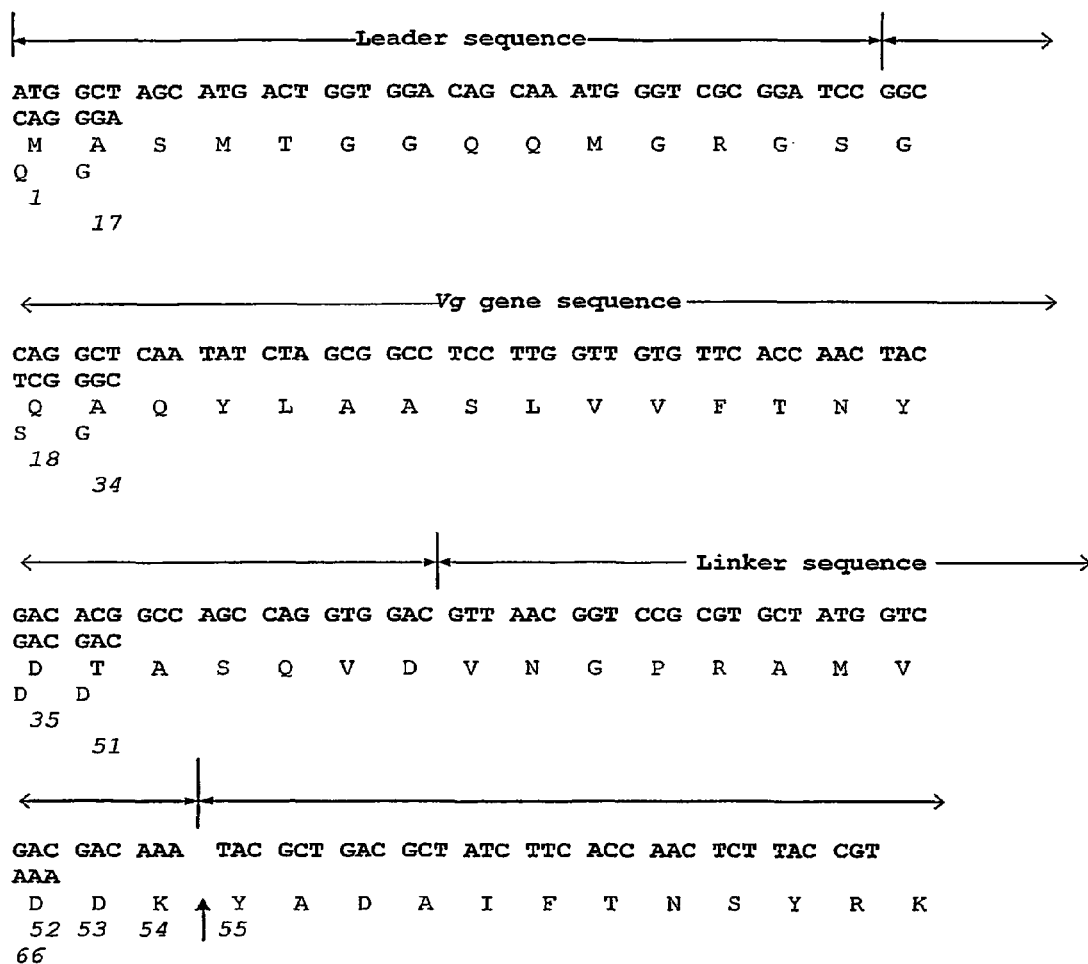 Leader sequence
ATG GCT AGC ATG ACT GGT GGA CAG CAA ATG GGT CGC GGA TCC GGC
CAG GGA
M A S M T G G Q Q M G R G S G
Q G
1
17
Vg gene sequence
CAG GCT CAA TAT CTA GCG GCC TCC TTG GTT GTG TTC ACC AAC TAC
TCG GGC
Q A Q Y L A A S L V V F T N Y
S G
18
34
Linker sequence
GAC ACG GCC AGC CAG GTG GAC GTT AAC GGT CCG CGT GCT ATG GTC
GAC GAC
D T A S Q V D V N G P R A M V
D D
35
51
GAC GAC AAA TAC GCT GAC GCT ATC TTC ACC AAC TCT TAC CGT
AAA
D D K Y A D A I F T N S Y R K
52 53 54 55
66